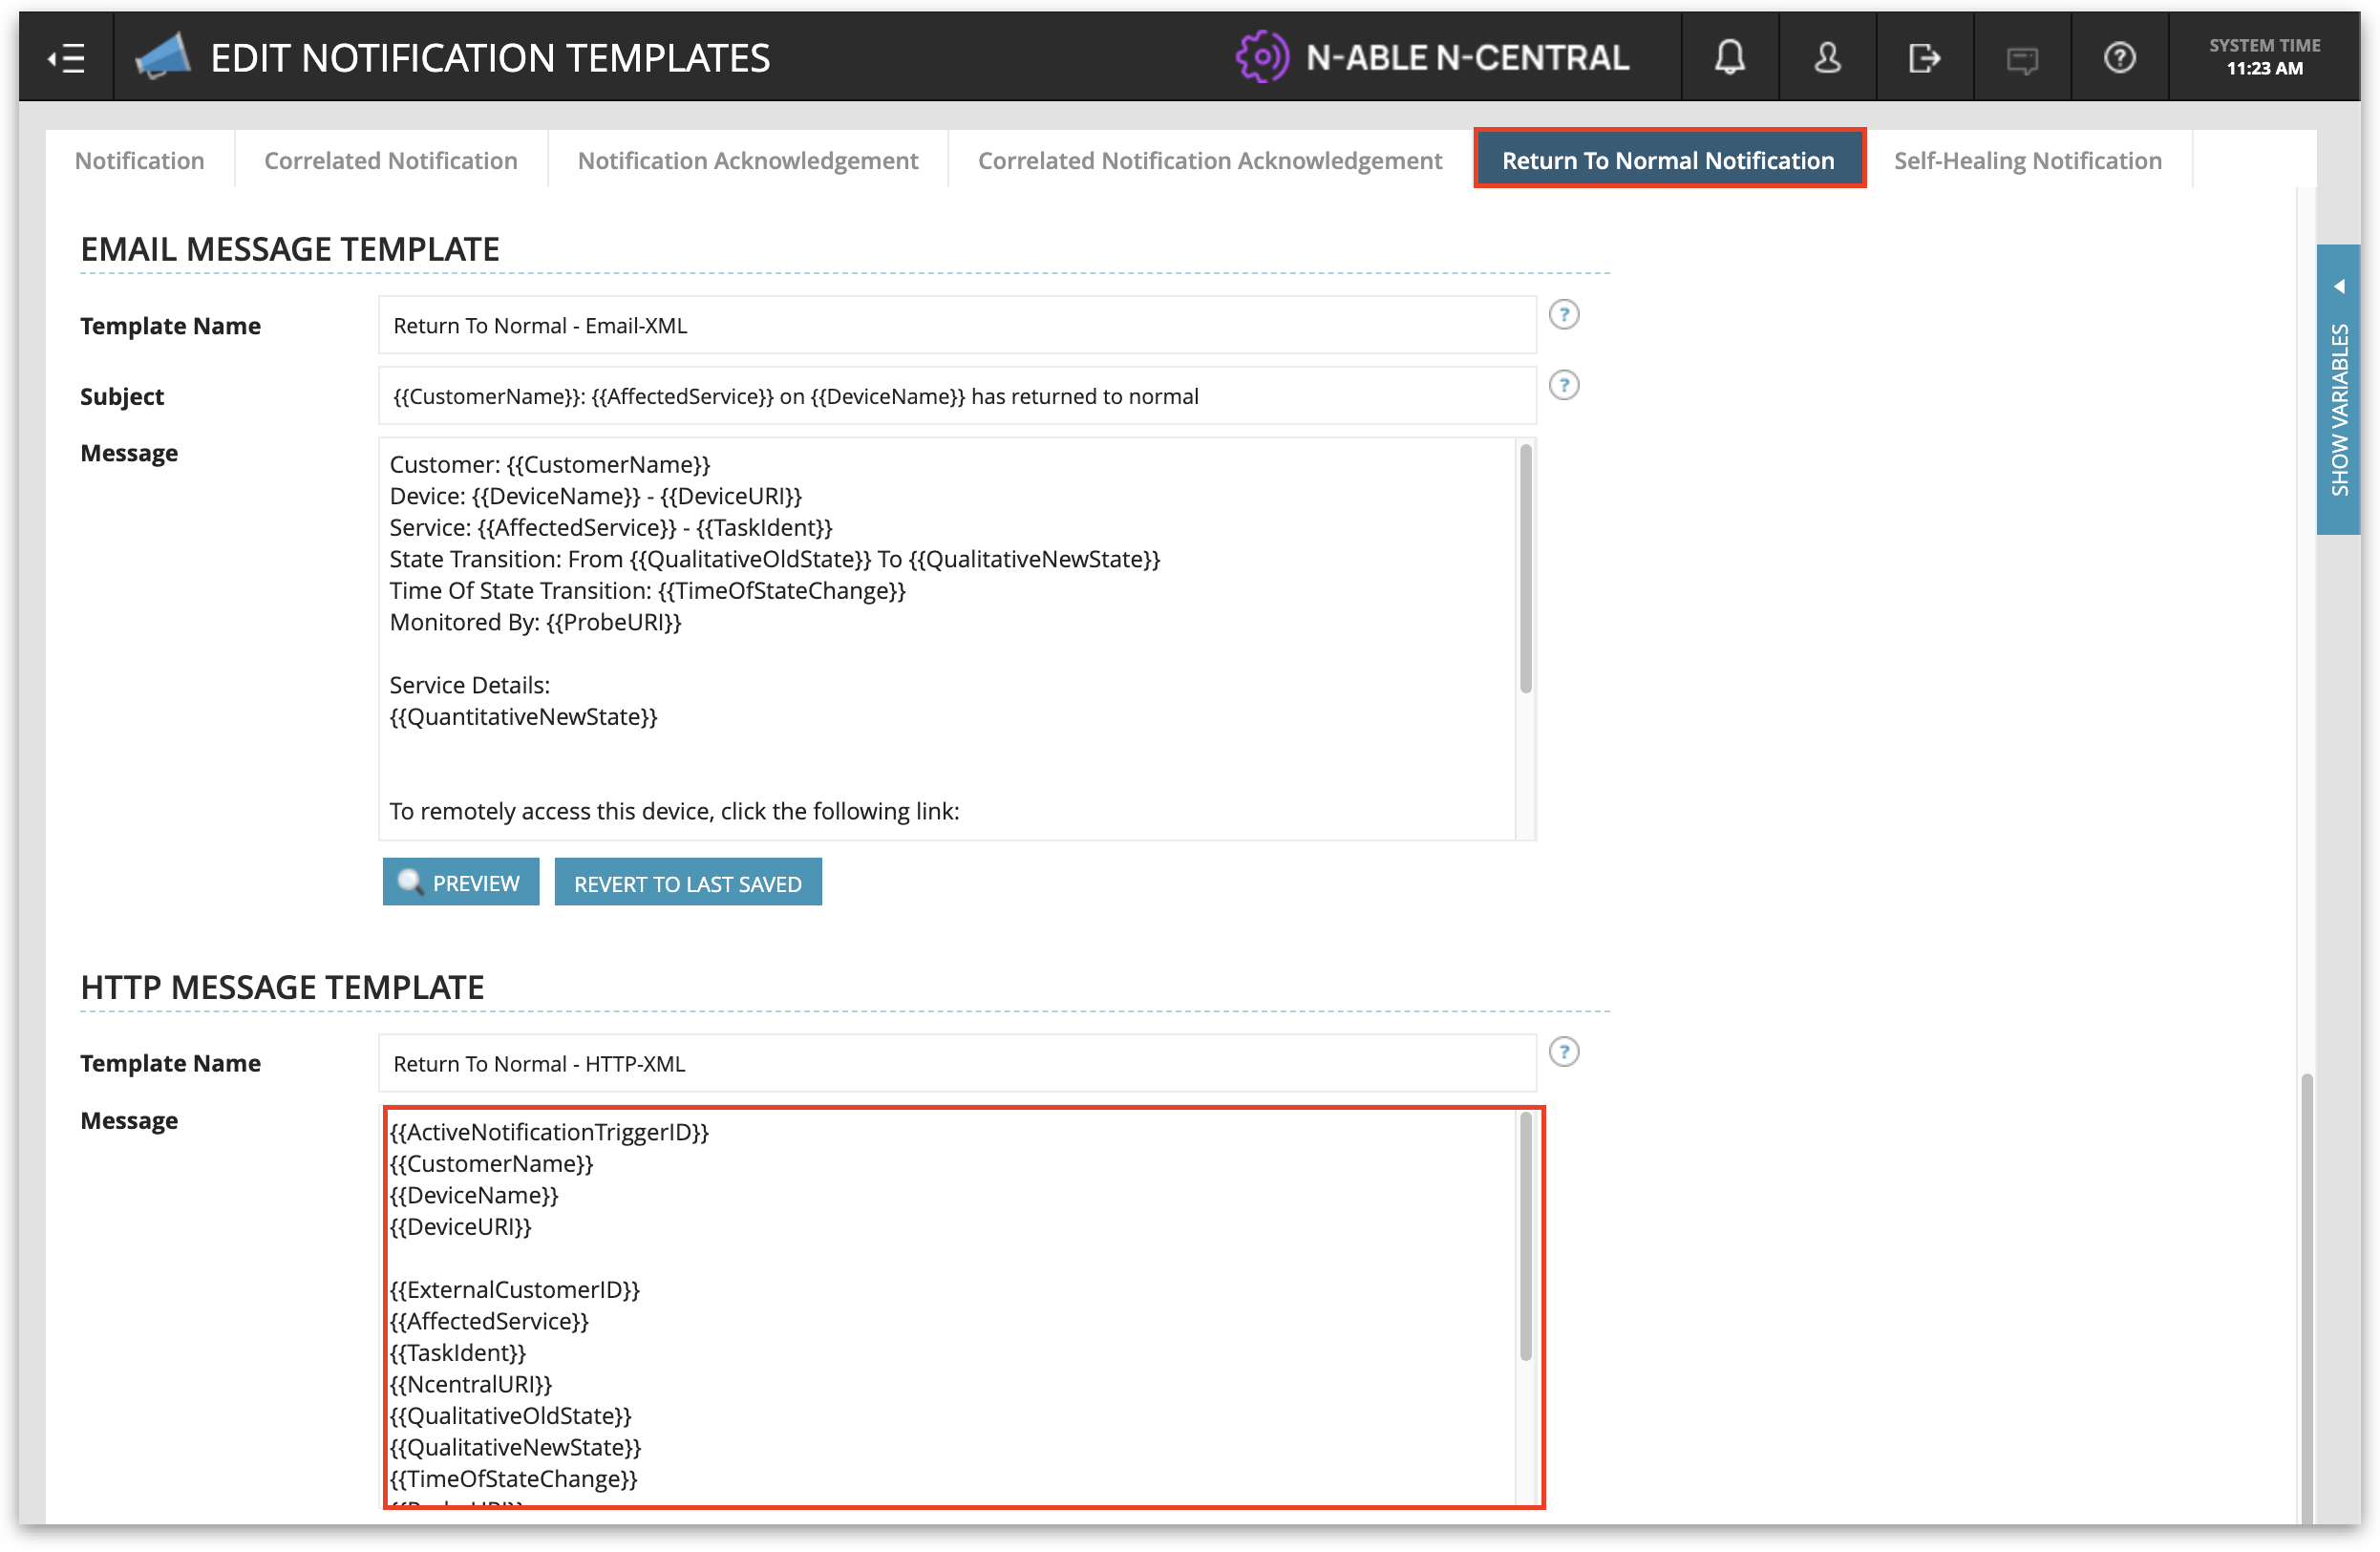 EDIT NOTIFICATION TEMPLATES
N-ABLE N-CENTRAL
SYSTEM TIME
11:23 AM
Notification
Correlated Notification
Notification Acknowledgement
Correlated Notification Acknowledgement
Return To Normal Notification
Self-Healing Notification
SHOW VARIABLES
EMAIL MESSAGE TEMPLATE
Template Name
Return To Normal - Email-XML
?
Subject
{{CustomerName}}: {{AffectedService}} on {{DeviceName}} has returned to normal
?
Message
Customer: {{CustomerName}}
Device: {{DeviceName}} - {{DeviceURI}}
Service: {{AffectedService}} - {{TaskIdent}}
State Transition: From {{QualitativeOldState}} To {{QualitativeNewState}}
Time Of State Transition: {{TimeOfStateChange}}
Monitored By: {{ProbeURI}}
Service Details:
{{QuantitativeNewState}}
To remotely access this device, click the following link:
PREVIEW
REVERT TO LAST SAVED
HTTP MESSAGE TEMPLATE
Template Name
Return To Normal - HTTP-XML
?
Message
{{ActiveNotificationTriggerID}}
{{CustomerName}}
{{DeviceName}}
{{DeviceURI}}
{{ExternalCustomerID}}
{{AffectedService}}
{{TaskIdent}}
{{NcentralURI}}
{{QualitativeOldState}}
{{QualitativeNewState}}
{{TimeOfStateChange}}